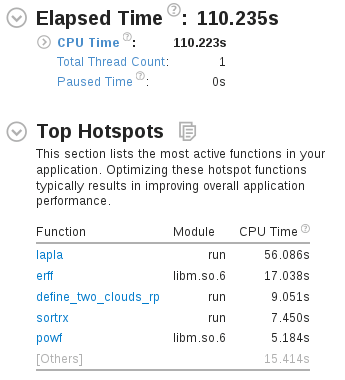 Elapsed Time ?: 110.235s
CPU Time ?: 110.223s
Total Thread Count: 1
Paused Time ?: 0s
Top Hotspots
This section lists the most active functions in your
application. Optimizing these hotspot functions
typically results in improving overall application
performance.
Function Module CPU Time ?
lapla run 56.086s
erff libm.so.6 17.038s
define_two_clouds_rp run 9.051s
sortrx run 7.450s
powf libm.so.6 5.184s
[Others] 15.414s